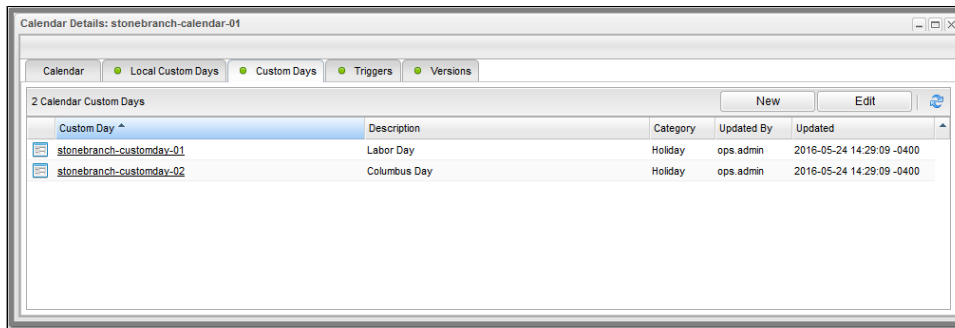 Calendar Details: stonebranch-calendar-01
Calendar Local Custom Days Custom Days Triggers Versions
2 Calendar Custom Days New Edit
Custom Day Description Category Updated By Updated
stonebranch-customday-01 Labor Day Holiday ops.admin 2016-05-24 14:29:09 -0400
stonebranch-customday-02 Columbus Day Holiday ops.admin 2016-05-24 14:29:09 -0400